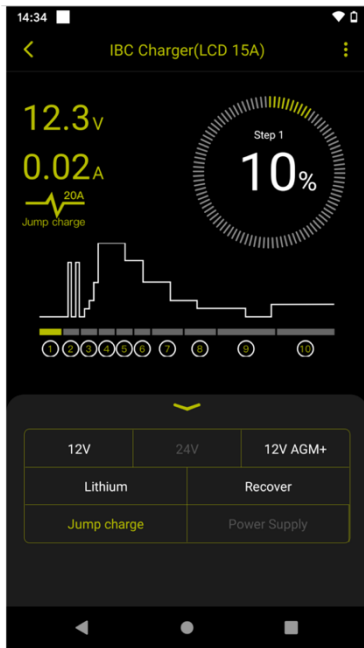 14:34
IBC Charger(LCD 15A)
12.3V
0.02A
20A
Jump charge
Step 1
10%
1 2 3 4 5 6 7 8 9 10
12V 24V 12V AGM+
Lithium Recover
Jump charge Power Supply